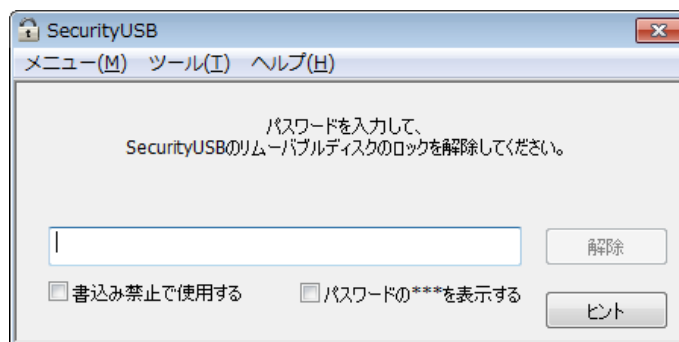 SecurityUSB
メニュー(M) ツール(T) ヘルプ(H)
パスワードを入力して、
SecurityUSBのリムーバブルディスクのロックを解除してください。
解除
書込み禁止で使用する パスワードの***を表示する
ヒント